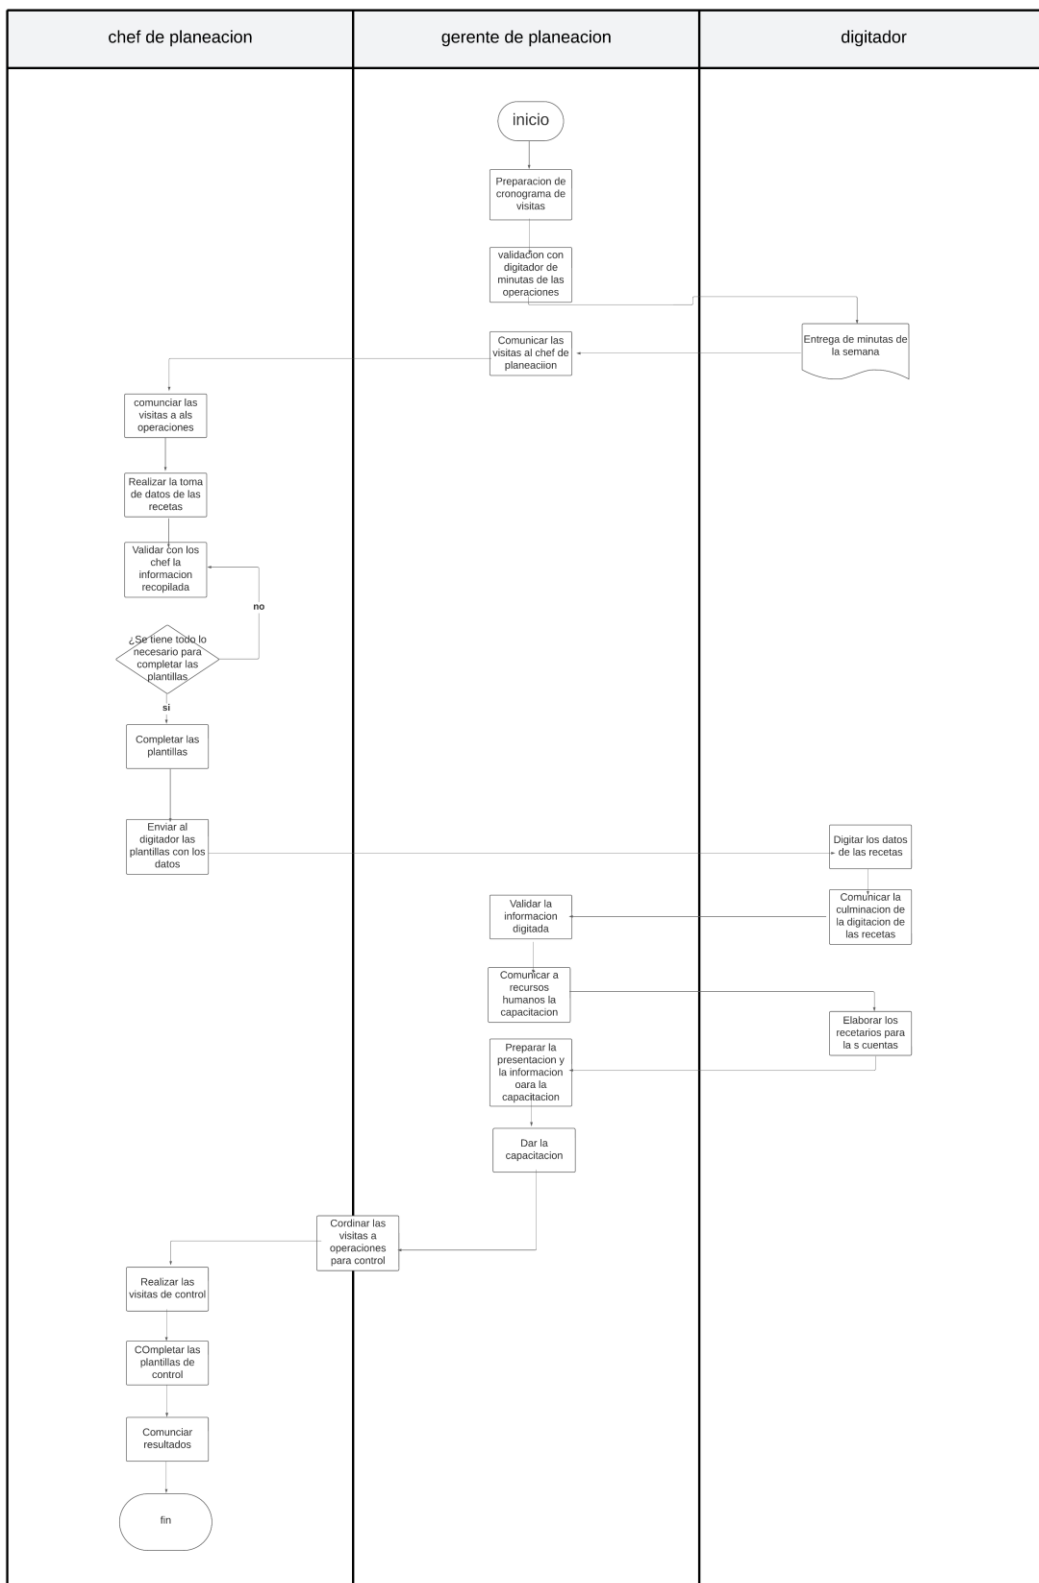 chef de planeacion
gerente de planeacion
digitador
inicio
Preparacion de
cronograma de
visitas
validacion con
digitador de
minutas de las
operaciones
Entrega de minutas de
la semana
Comunicar las
visitas al chef de
planeaciion
comunciar las
visitas a als
operaciones
Realizar la toma
de datos de las
recetas
Validar con los
chef la
informacion
recopilada
no
¿Se tiene todo lo
necesario para
completar las
plantillas
si
Completar las
plantillas
Enviar al
digitador las
plantillas con los
datos
Digitar los datos
de las recetas
Comunicar la
culminacion de
la digitacion de
las recetas
Validar la
informacion
digitada
Comunicar a
recursos
humanos la
capacitacion
Elaborar los
recetarios para
la s cuentas
Preparar la
presentacion y
la informacion
oara la
capacitacion
Dar la
capacitacion
Cordinar las
visitas a
operaciones
para control
Realizar las
visitas de control
COmpletar las
plantillas de
control
Comunciar
resultados
fin